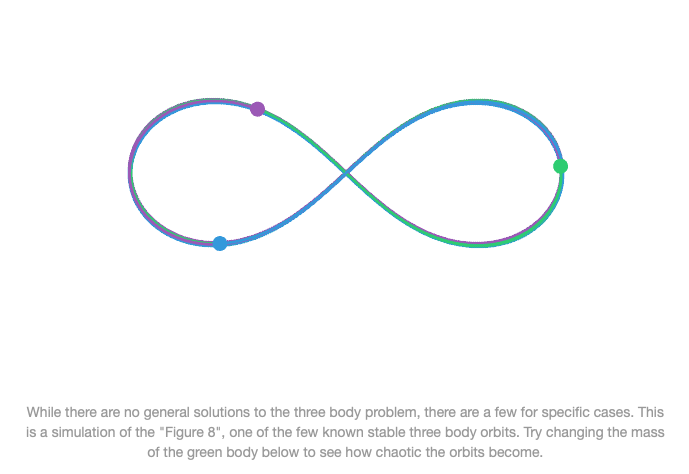 While there are no general solutions to the three body problem, there are a few for specific cases. This
is a simulation of the "Figure 8", one of the few known stable three body orbits. Try changing the mass
of the green body below to see how chaotic the orbits become.